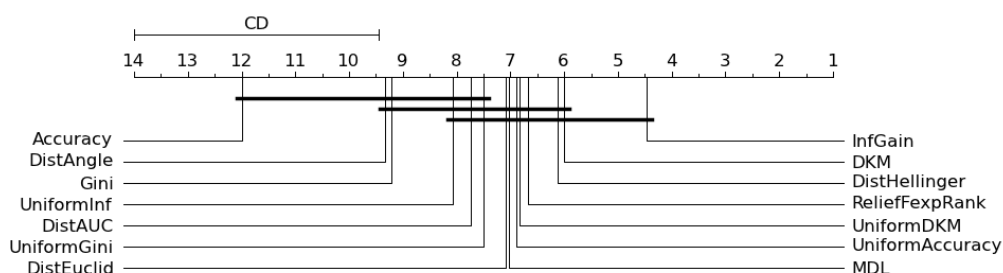 CD
14 13 12 11 10 9 8 7 6 5 4 3 2 1
Accuracy InfGain
DistAngle DKM
Gini DistHellinger
UniformInf ReliefFexpRank
DistAUC UniformDKM
UniformGini UniformAccuracy
DistEuclid MDL